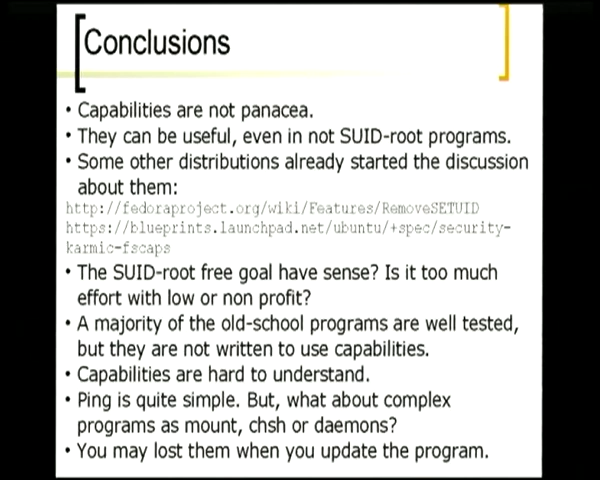 Conclusions
• Capabilities are not panacea.
• They can be useful, even in not SUID-root programs.
• Some other distributions already started the discussion
about them:
http://fedoraproject.org/wiki/Features/RemoveSETUID
https://blueprints.launchpad.net/ubuntu/+spec/security-
karmic-fscaps
• The SUID-root free goal have sense? Is it too much
effort with low or non profit?
• A majority of the old-school programs are well tested,
but they are not written to use capabilities.
• Capabilities are hard to understand.
• Ping is quite simple. But, what about complex
programs as mount, chsh or daemons?
• You may lost them when you update the program.